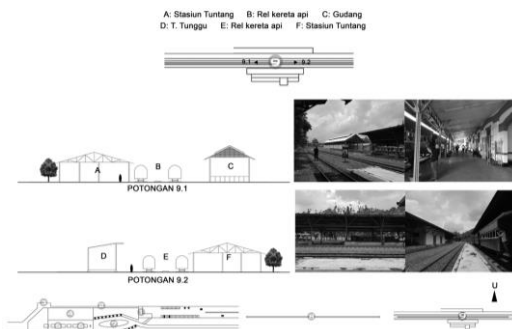 A: Stasiun Tuntang B: Rel kereta api C: Gudang
D: T. Tunggu E: Rel kereta api F: Stasiun Tuntang
9.1 9.2
A B C
POTONGAN 9.1
D E F
POTONGAN 9.2
U